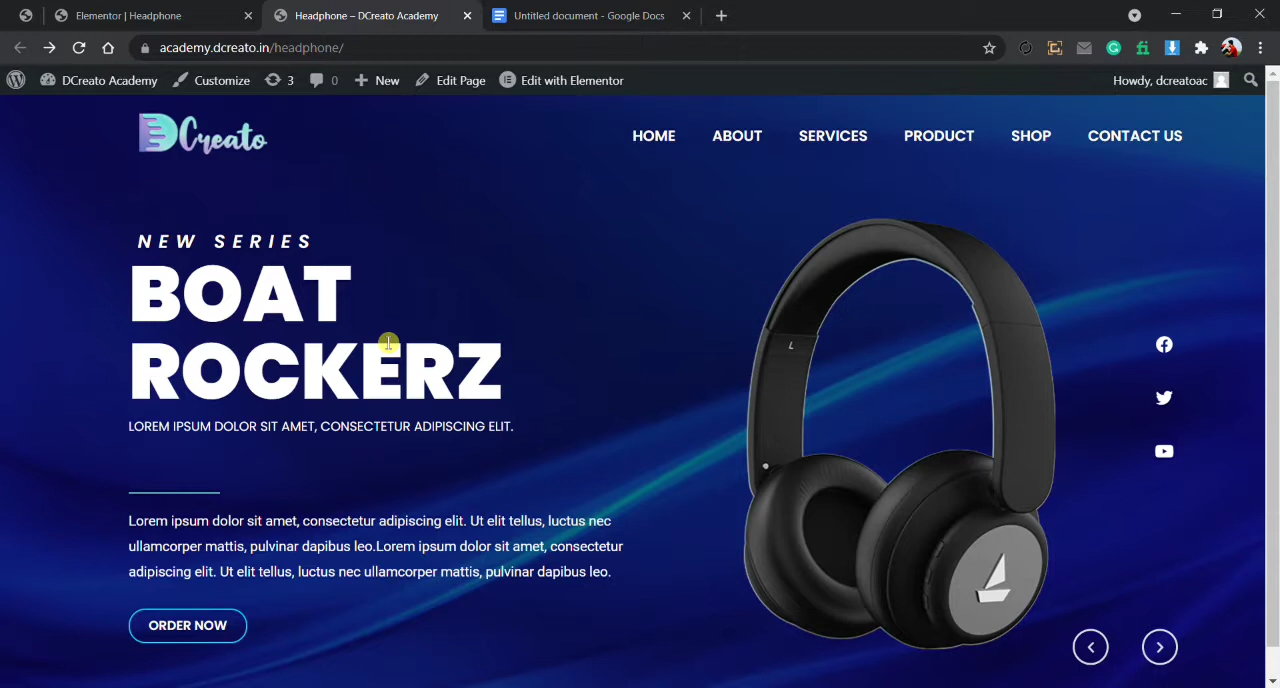 Elementor | Headphone
Headphone – DCreato Academy
Untitled document - Google Docs
academy.dcreato.in/headphone/
DCreato Academy
Customize
3
0
New
Edit Page
Edit with Elementor
Howdy, dcreatoac
DCreato
HOME
ABOUT
SERVICES
PRODUCT
SHOP
CONTACT US
NEW SERIES
BOAT
ROCKERZ
LOREM IPSUM DOLOR SIT AMET, CONSECTETUR ADIPISCING ELIT.
Lorem ipsum dolor sit amet, consectetur adipiscing elit. Ut elit tellus, luctus nec
ullamcorper mattis, pulvinar dapibus leo.Lorem ipsum dolor sit amet, consectetur
adipiscing elit. Ut elit tellus, luctus nec ullamcorper mattis, pulvinar dapibus leo.
ORDER NOW
L